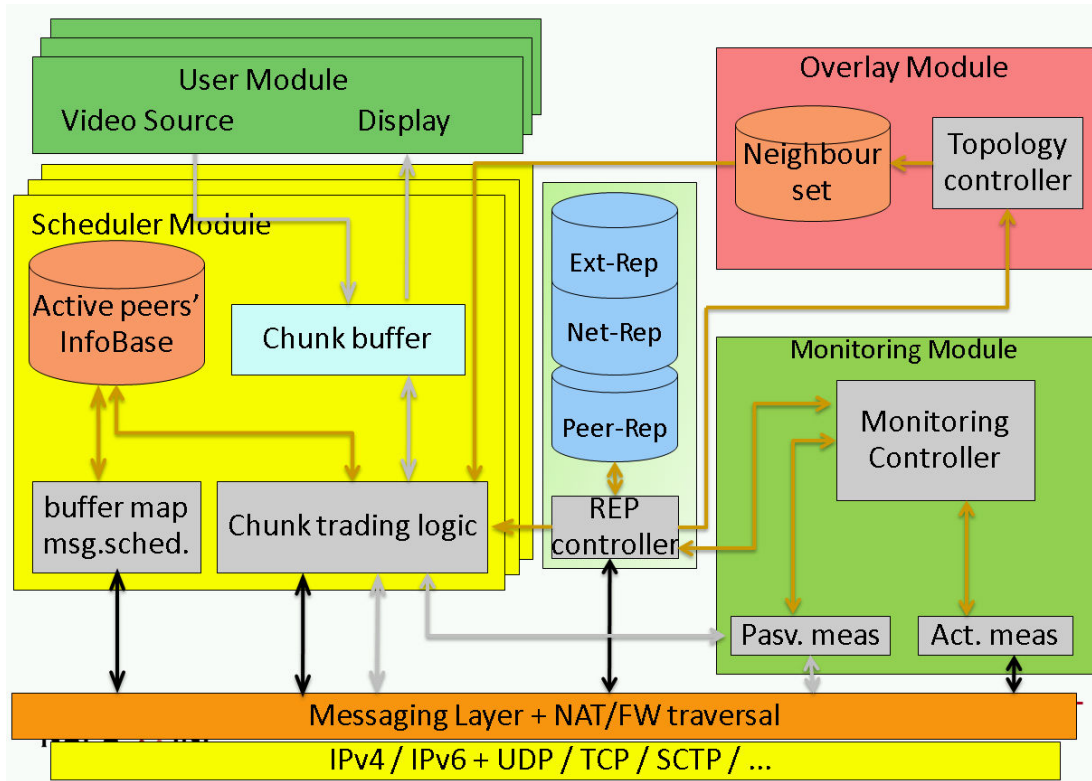 User Module
Video Source
Display
Overlay Module
Neighbour
set
Topology
controller
Scheduler Module
Active peers'
InfoBase
Chunk buffer
Ext-Rep
Net-Rep
Peer-Rep
Monitoring Module
Monitoring
Controller
buffer map
msg.sched.
Chunk trading logic
REP
controller
Pasv. meas
Act. meas
Messaging Layer + NAT/FW traversal
IPv4 / IPv6 + UDP / TCP / SCTP / ...